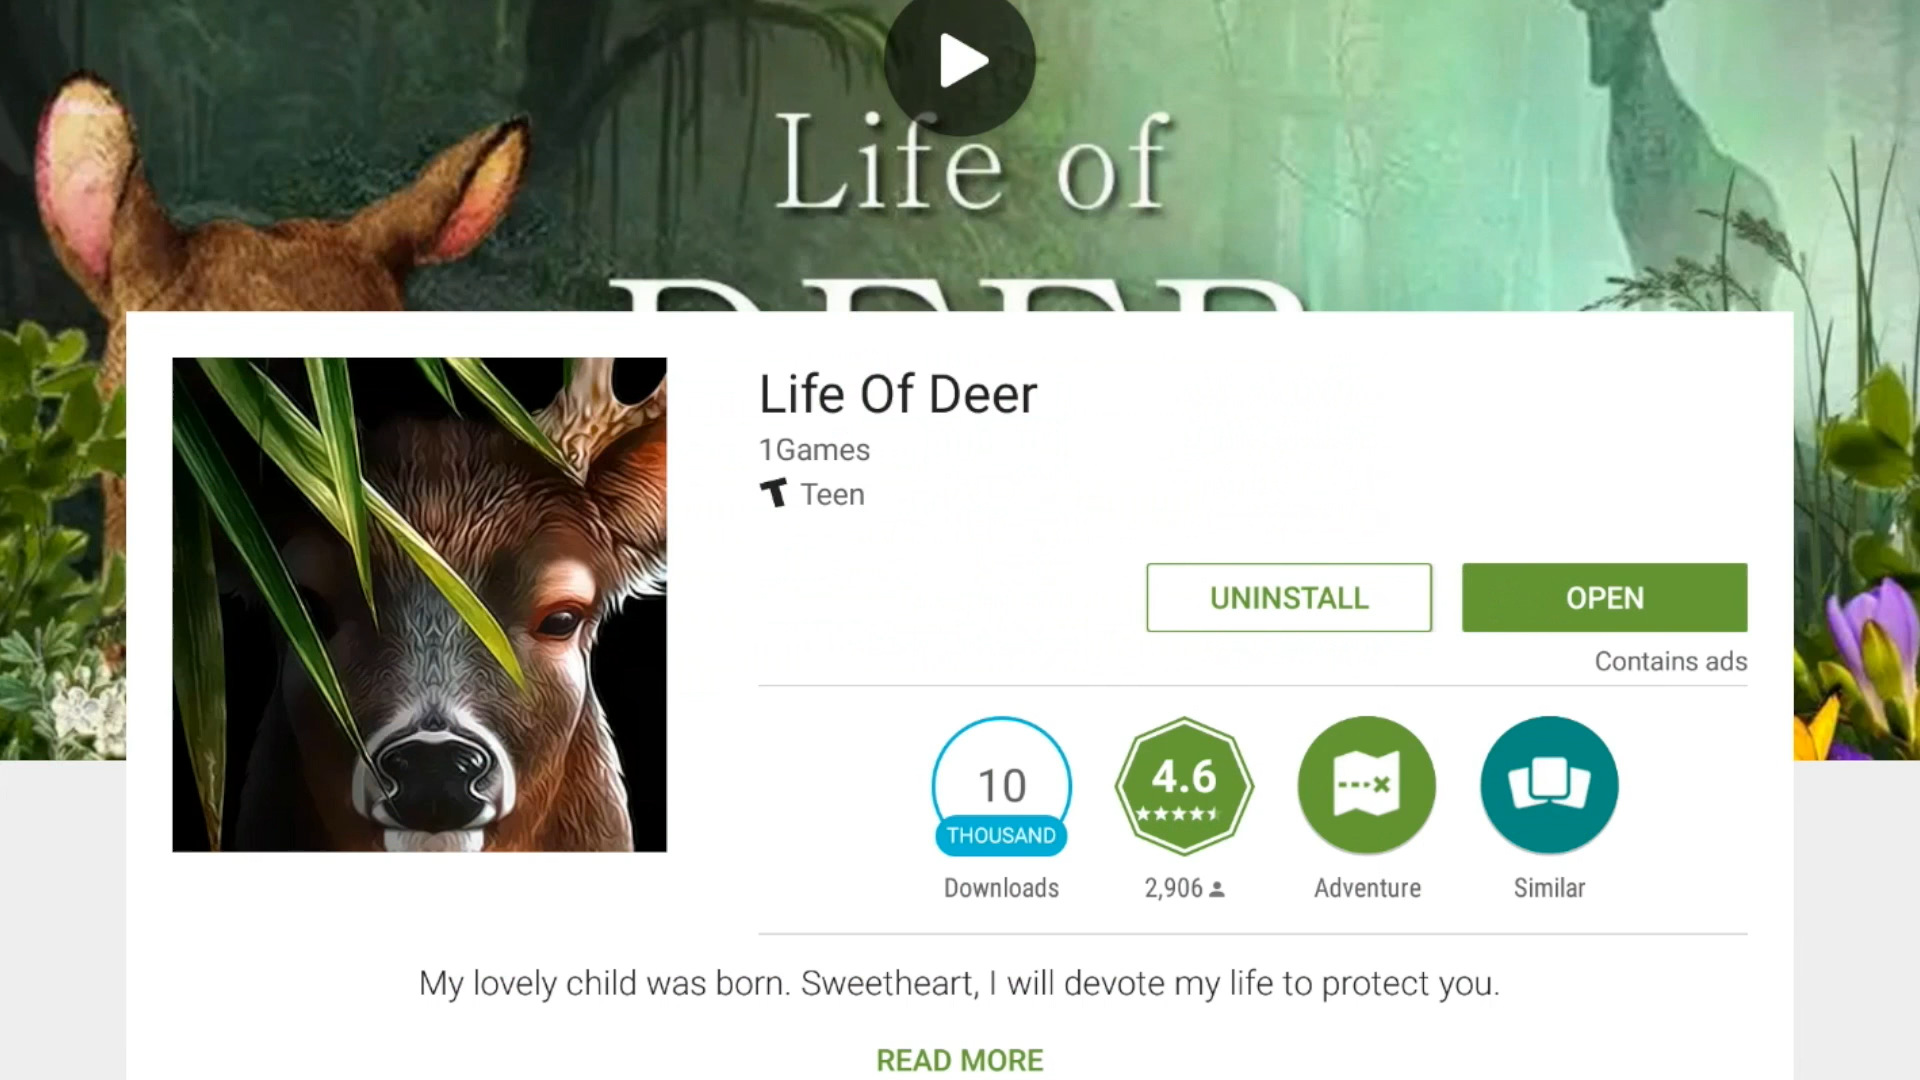 Life of
DEER
Life Of Deer
1Games
T Teen
UNINSTALL
OPEN
Contains ads
10
THOUSAND
Downloads
4.6
2,906
Adventure
Similar
My lovely child was born. Sweetheart, I will devote my life to protect you.
READ MORE